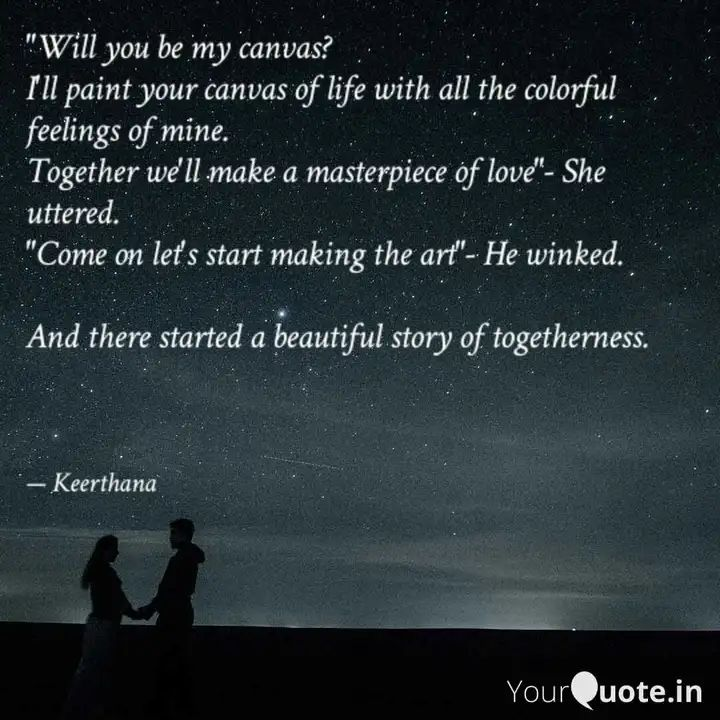 "Will you be my canvas?
I'll paint your canvas of life with all the colorful
feelings of mine.
Together we'll make a masterpiece of love"- She
uttered.
"Come on let's start making the art"- He winked.
And there started a beautiful story of togetherness.
— Keerthana
YourQuote.in